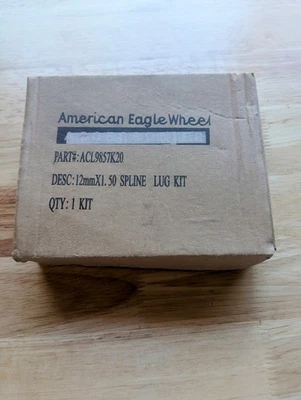 American Eagle Wheel
PART#:ACL9857K20
DESC:12mmX1.50 SPLINE LUG KIT
QTY:1 KIT